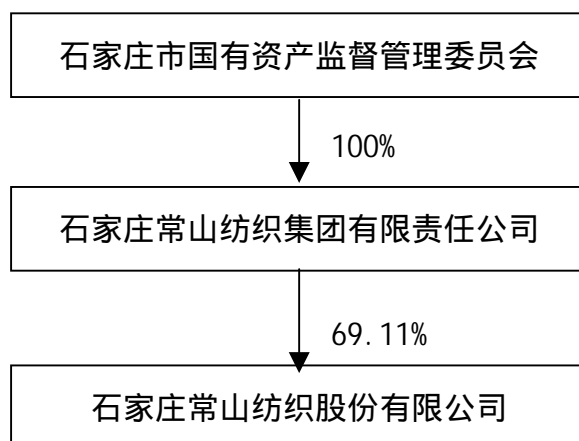 石家庄市国有资产监督管理委员会
100%
石家庄常山纺织集团有限责任公司
69.11%
石家庄常山纺织股份有限公司